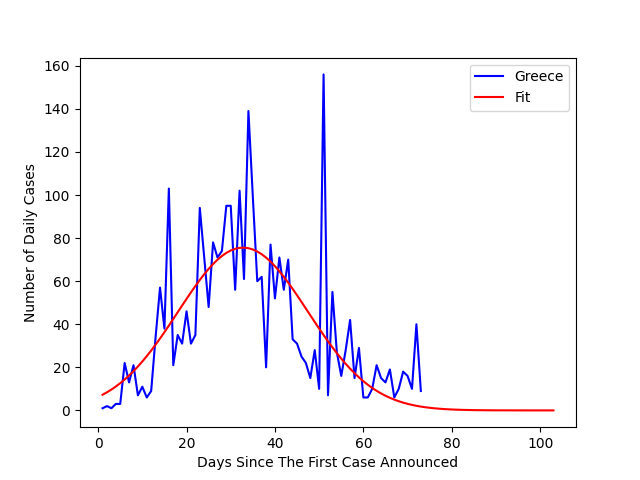 160
140
120
100
80
60
40
20
0
Number of Daily Cases
Greece
Fit
0 20 40 60 80 100
Days Since The First Case Announced